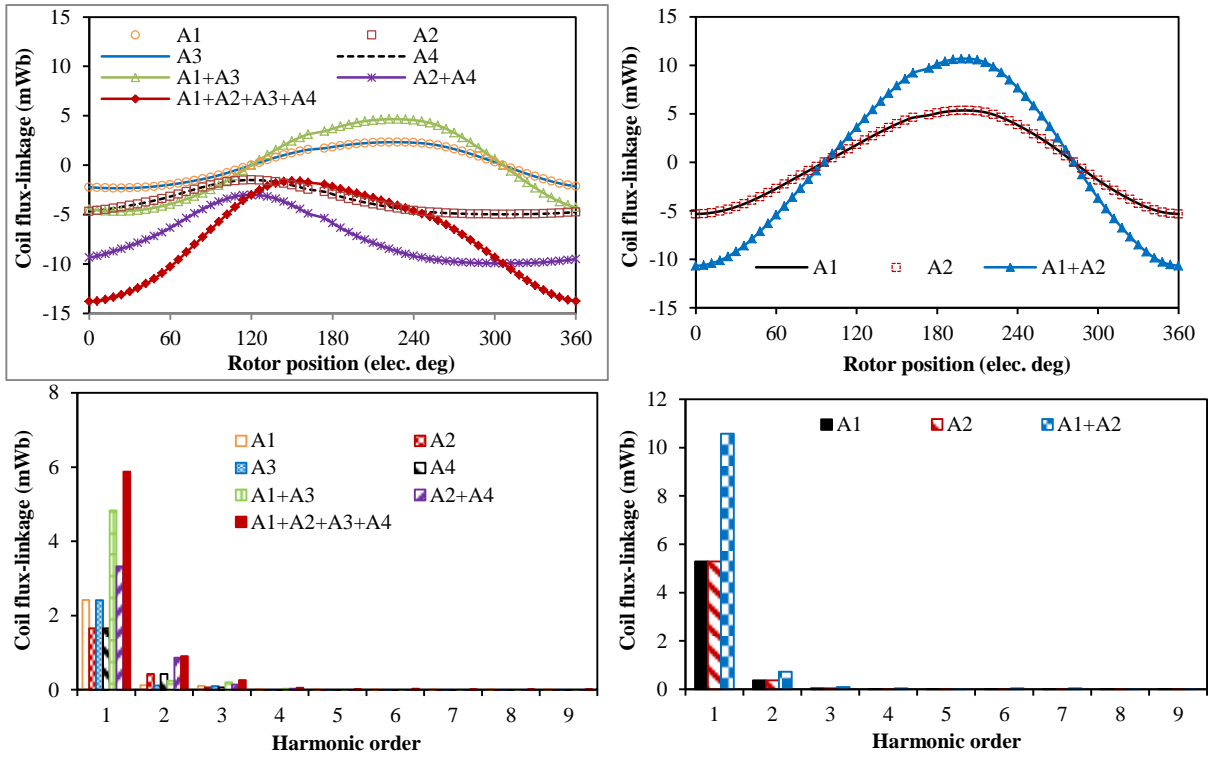 Coil flux-linkage (mWb)
15
10
5
0
-5
-10
-15
A1
A2
A3
A4
A1+A3
A2+A4
A1+A2+A3+A4
0 60 120 180 240 300 360
Rotor position (elec. deg)
Coil flux-linkage (mWb)
15
10
5
0
-5
-10
-15
A1 A2 A1+A2
0 60 120 180 240 300 360
Rotor position (elec. deg)
Coil flux-linkage (mWb)
8
6
4
2
0
A1
A2
A3
A4
A1+A3
A2+A4
A1+A2+A3+A4
1 2 3 4 5 6 7 8 9
Harmonic order
Coil flux-linkage (mWb)
12
10
8
6
4
2
0
A1 A2 A1+A2
1 2 3 4 5 6 7 8 9
Harmonic order